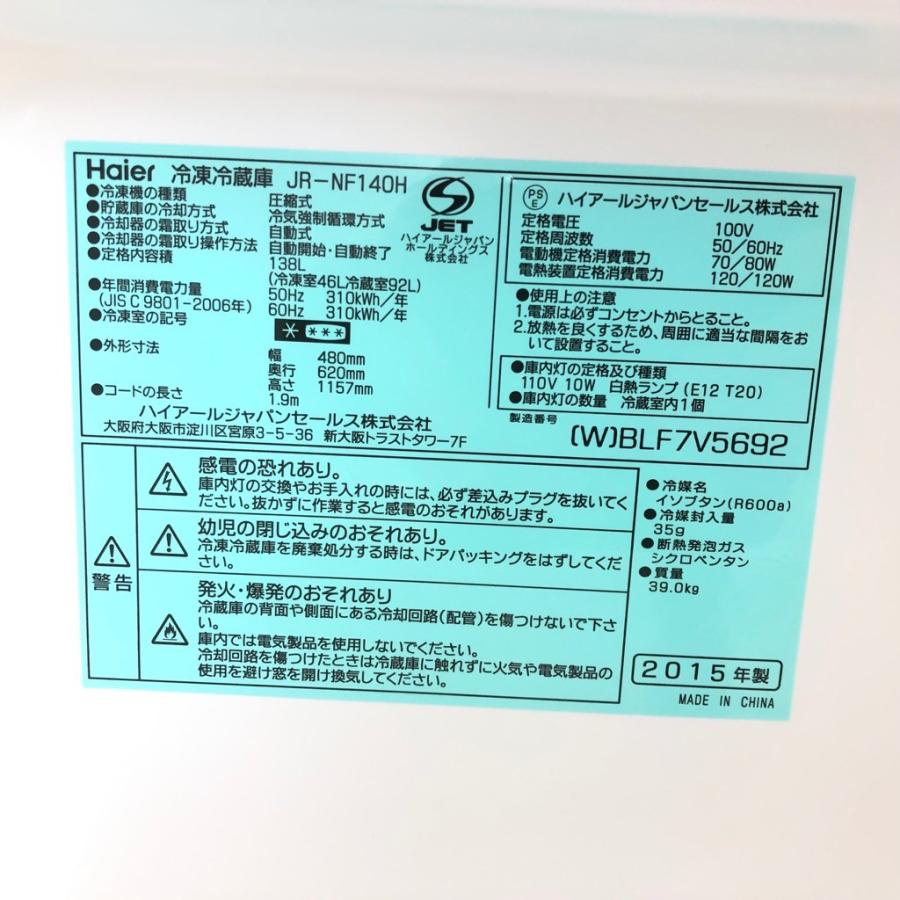 Haier 冷凍冷蔵庫 JR-NF140H
●冷凍機の種類 圧縮式
●貯蔵庫の冷却方式 冷気強制循環方式
●冷却器の霜取り方式 自動式
●冷却器の霜取り操作方法 自動開始・自動終了
●定格内容積 138L
(冷凍室46L冷蔵室92L)
●年間消費電力量 50Hz 310kWh/年
(JIS C 9801-2006年) 60Hz 310kWh/年
●冷凍室の記号 * ***
●外形寸法 幅 480mm
奥行 620mm
高さ 1157mm
●コードの長さ 1.9m
ハイアールジャパンセールス株式会社
大阪府大阪市淀川区宮原3-5-36 新大阪トラストタワー7F
S
JET
ハイアールジャパン
ホールディングス
株式会社
PS
E
ハイアールジャパンセールス株式会社
定格電圧 100V
定格周波数 50/60Hz
電動機定格消費電力 70/80W
電熱装置定格消費電力 120/120W
●使用上の注意
1.電源は必ずコンセントからとること。
2.放熱を良くするため、周囲に適当な間隔をお
いて設置すること。
●庫内灯の定格及び種類
110V 10W 白熱ランプ(E12 T20)
●庫内灯の数量 冷蔵室内1個
製造番号
(W)BLF7V5692
警告
感電の恐れあり。
庫内灯の交換やお手入れの時には、必ず差込みプラグを抜いてく
ださい。抜かずに作業すると感電のおそれがあります。
幼児の閉じ込みのおそれあり。
冷凍冷蔵庫を廃棄処分する時は、ドアパッキングをはずしてくだ
さい。
発火・爆発のおそれあり
冷蔵庫の背面や側面にある冷却回路(配管)を傷つけないで下さ
い。
庫内では電気製品を使用しないでください。
冷却回路を傷つけたときは冷蔵庫に触れずに火気や電気製品の
使用を避け窓を開け換気してください。
●冷媒名
イソブタン(R600a)
●冷媒封入量
35g
●断熱発泡ガス
シクロペンタン
●質量
39.0kg
2015年製
MADE IN CHINA